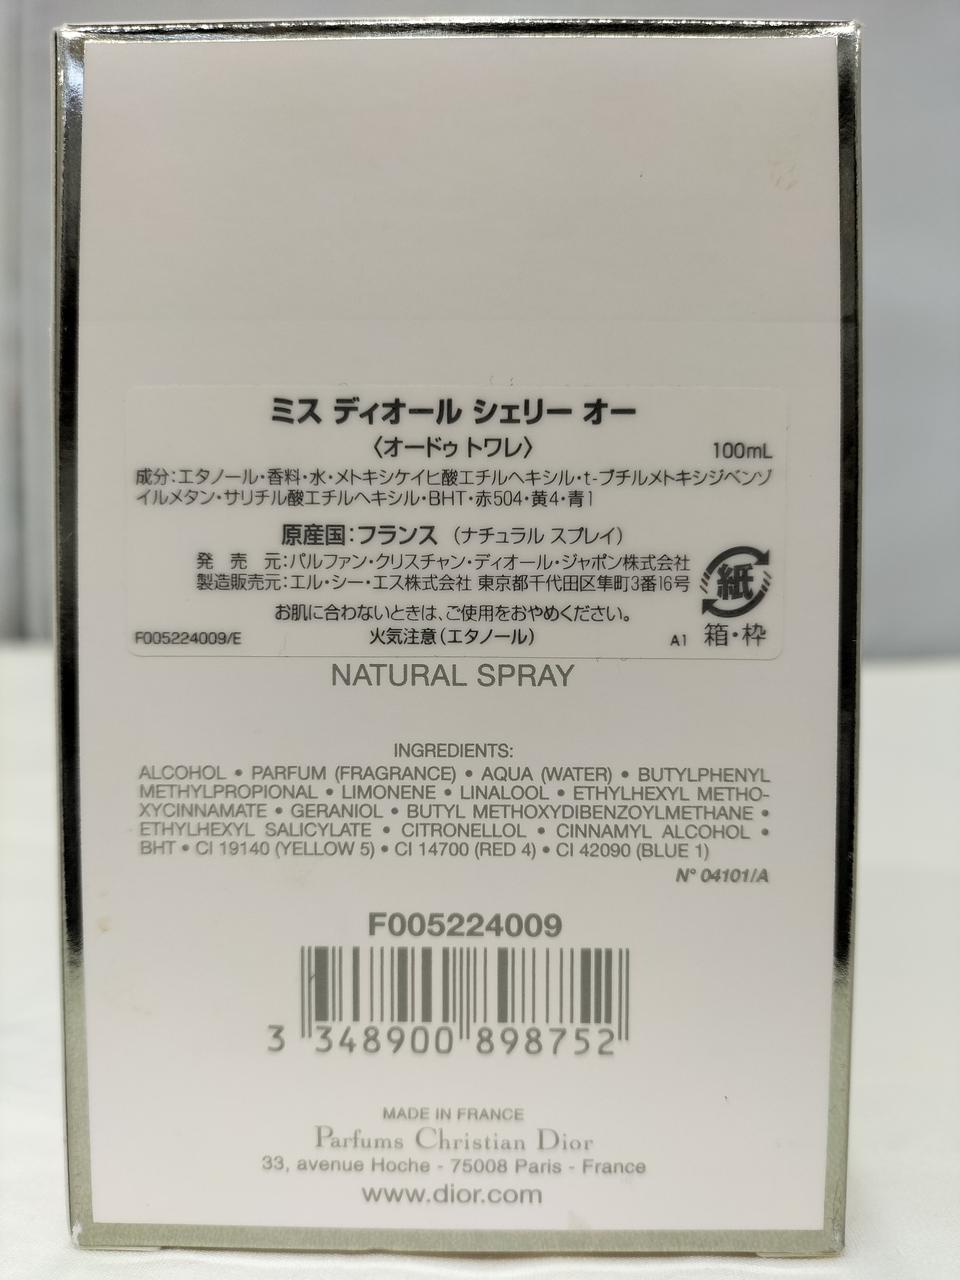 ミス ディオール シェリー オー
〈オードゥ トワレ〉
100mL
成分:エタノール・香料・水・メトキシケイヒ酸エチルヘキシル・t-ブチルメトキシジベンゾ
イルメタン・サリチル酸エチルヘキシル・BHT・赤504・黄4・青1
原産国:フランス (ナチュラル スプレイ)
発 売 元:パルファン・クリスチャン・ディオール・ジャポン株式会社
製造販売元:エル・シー・エス株式会社 東京都千代田区隼町3番16号
紙
お肌に合わないときは、ご使用をおやめください。
F005224009/E 火気注意(エタノール) A1 箱・枠
NATURAL SPRAY
INGREDIENTS:
ALCOHOL • PARFUM (FRAGRANCE) • AQUA (WATER) • BUTYLPHENYL
METHYLPROPIONAL • LIMONENE • LINALOOL • ETHYLHEXYL METHO-
XYCINNAMATE • GERANIOL • BUTYL METHOXYDIBENZOYLMETHANE •
ETHYLHEXYL SALICYLATE • CITRONELLOL • CINNAMYL ALCOHOL •
BHT • CI 19140 (YELLOW 5) • CI 14700 (RED 4) • CI 42090 (BLUE 1)
N° 04101/A
F005224009
3 348900 898752
MADE IN FRANCE
Parfums Christian Dior
33, avenue Hoche - 75008 Paris - France
www.dior.com